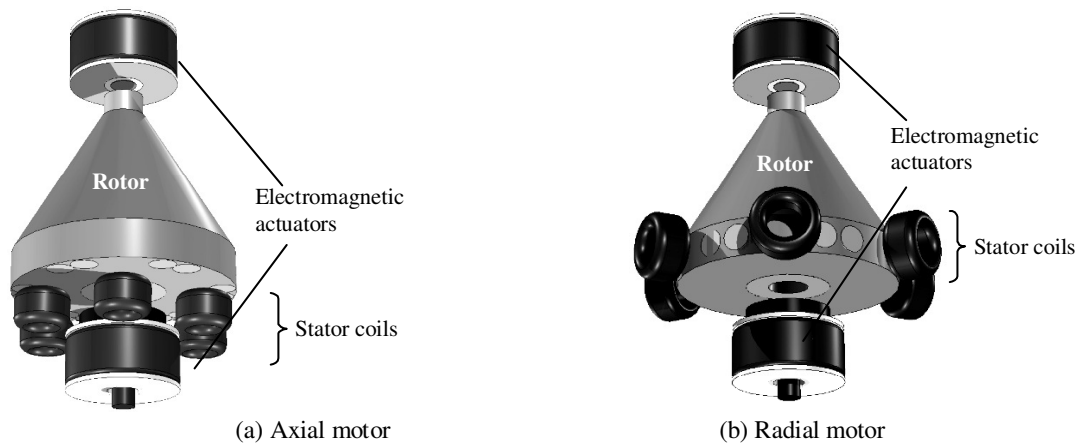 Rotor
Electromagnetic
actuators
Stator coils
(a) Axial motor
Rotor
Electromagnetic
actuators
Stator coils
(b) Radial motor